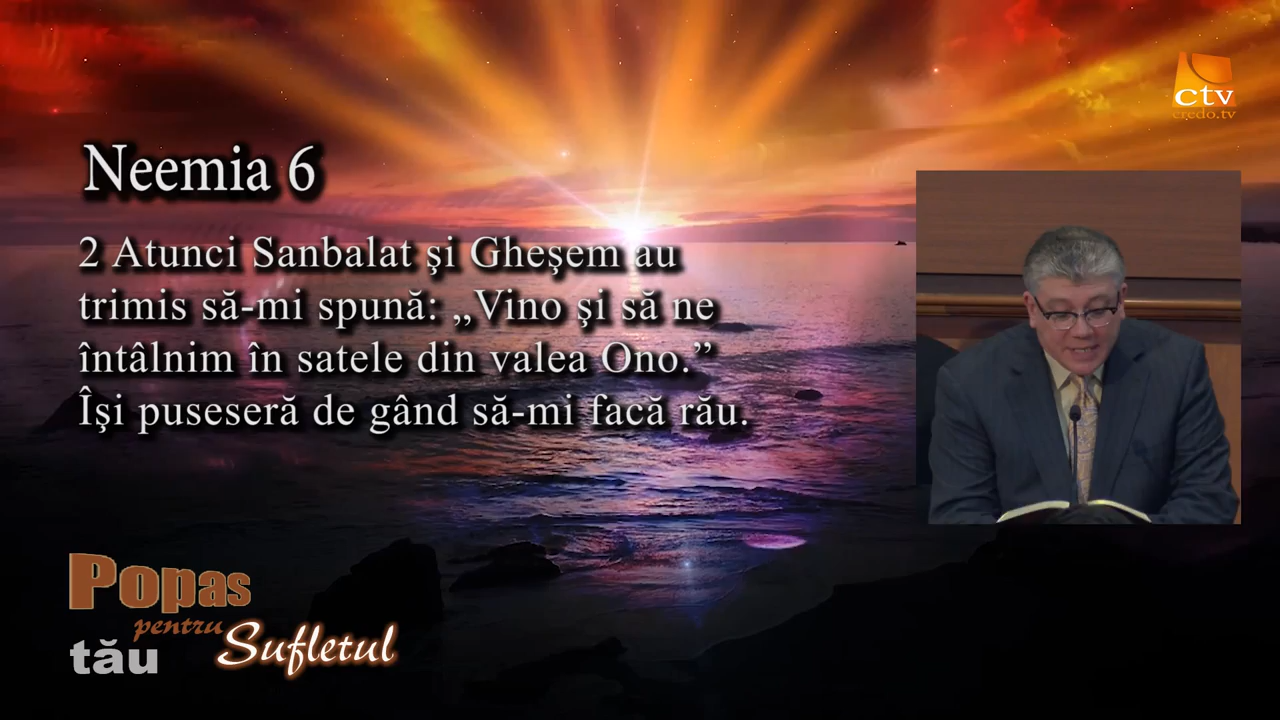 ctv
credo.tv
Neemia 6
2 Atunci Sanbalat şi Gheşem au
trimis să-mi spună: „Vino şi să ne
întâlnim în satele din valea Ono.”
Îşi puseseră de gând să-mi facă rău.
Popas
pentru
Sufletul
tău